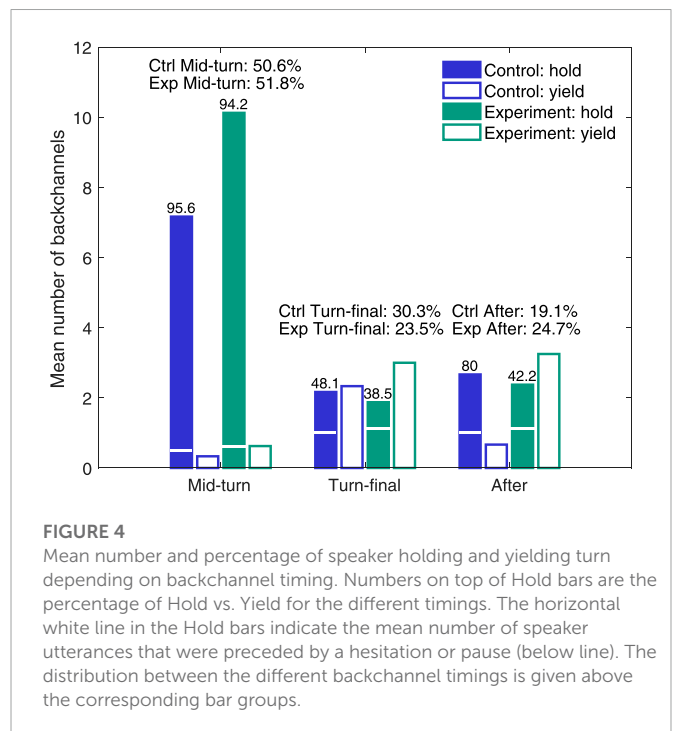 12
10
8
6
4
2
0
Mean number of backchannels
Ctrl Mid-turn: 50.6%
Exp Mid-turn: 51.8%
Control: hold
Control: yield
Experiment: hold
Experiment: yield
95.6
94.2
Ctrl Turn-final: 30.3%
Exp Turn-final: 23.5%
Ctrl After: 19.1%
Exp After: 24.7%
48.1
38.5
80
42.2
Mid-turn
Turn-final
After
FIGURE 4
Mean number and percentage of speaker holding and yielding turn
depending on backchannel timing. Numbers on top of Hold bars are the
percentage of Hold vs. Yield for the different timings. The horizontal
white line in the Hold bars indicate the mean number of speaker
utterances that were preceded by a hesitation or pause (below line). The
distribution between the different backchannel timings is given above
the corresponding bar groups.